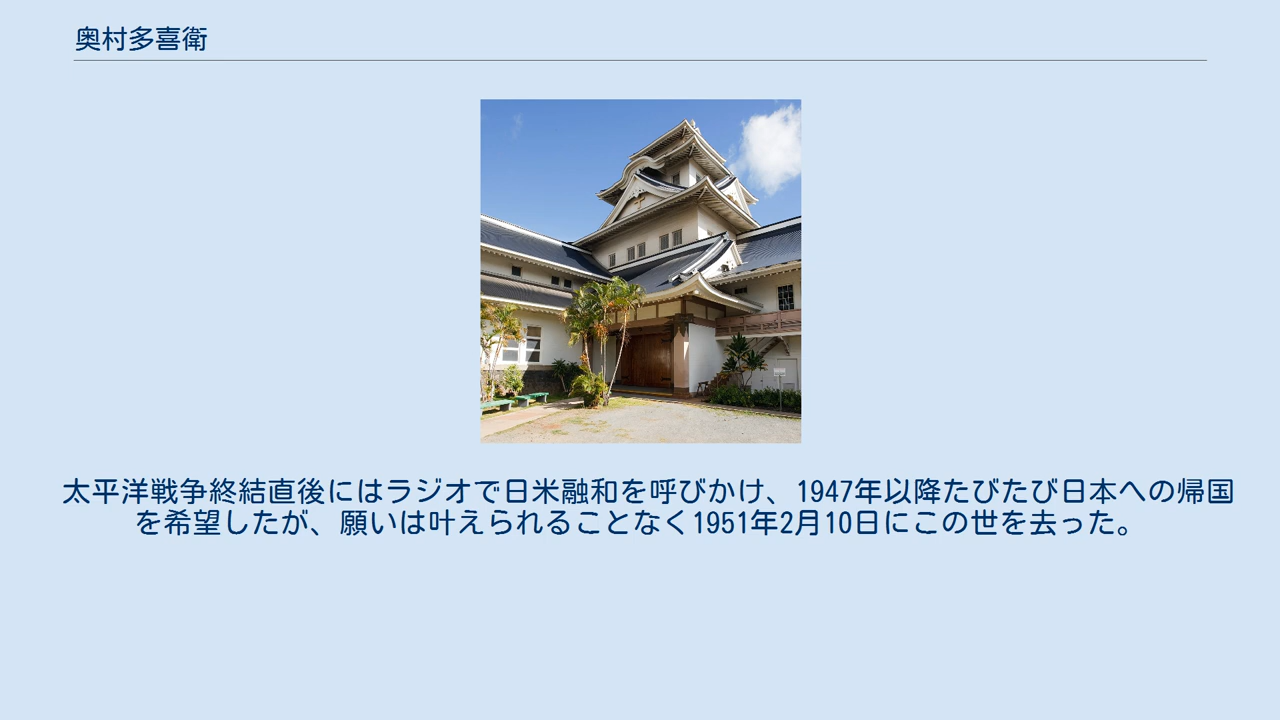 奥村多喜衛
太平洋戦争終結直後にはラジオで日米融和を呼びかけ、1947年以降たびたび日本への帰国
を希望したが、願いは叶えられることなく1951年2月10日にこの世を去った。